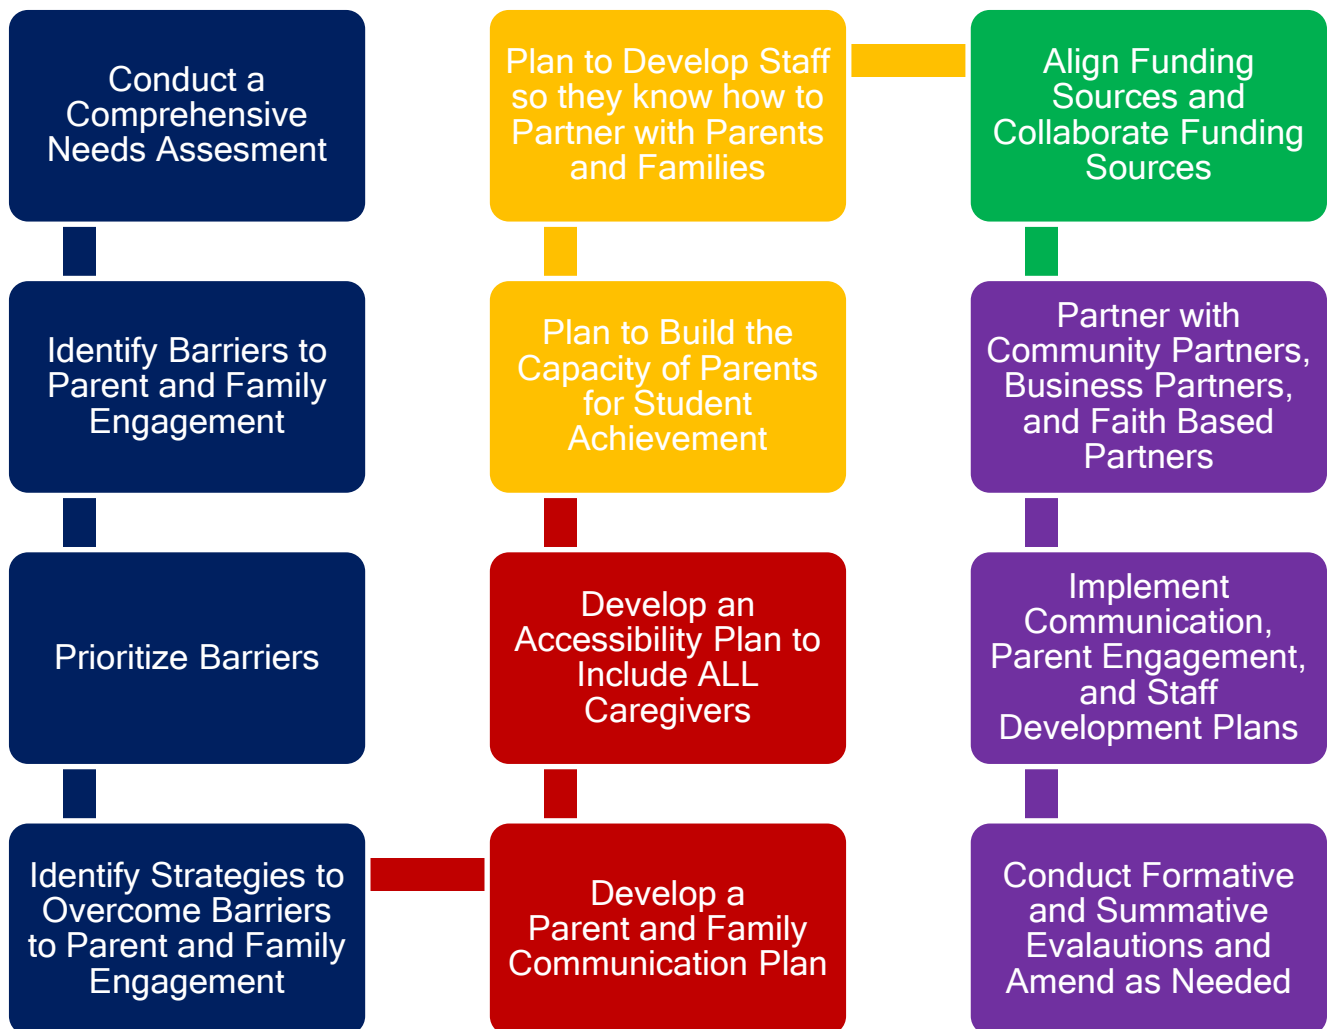 Conduct a
Comprehensive
Needs Assesment
Identify Barriers to
Parent and Family
Engagement
Prioritize Barriers
Identify Strategies to
Overcome Barriers
to Parent and Family
Engagement
Develop a
Parent and Family
Communication Plan
Develop an
Accessibility Plan to
Include ALL
Caregivers
Plan to Build the
Capacity of Parents
for Student
Achievement
Plan to Develop Staff
so they know how to
Partner with Parents
and Families
Align Funding
Sources and
Collaborate Funding
Sources
Partner with
Community Partners,
Business Partners,
and Faith Based
Partners
Implement
Communication,
Parent Engagement,
and Staff
Development Plans
Conduct Formative
and Summative
Evalautions and
Amend as Needed